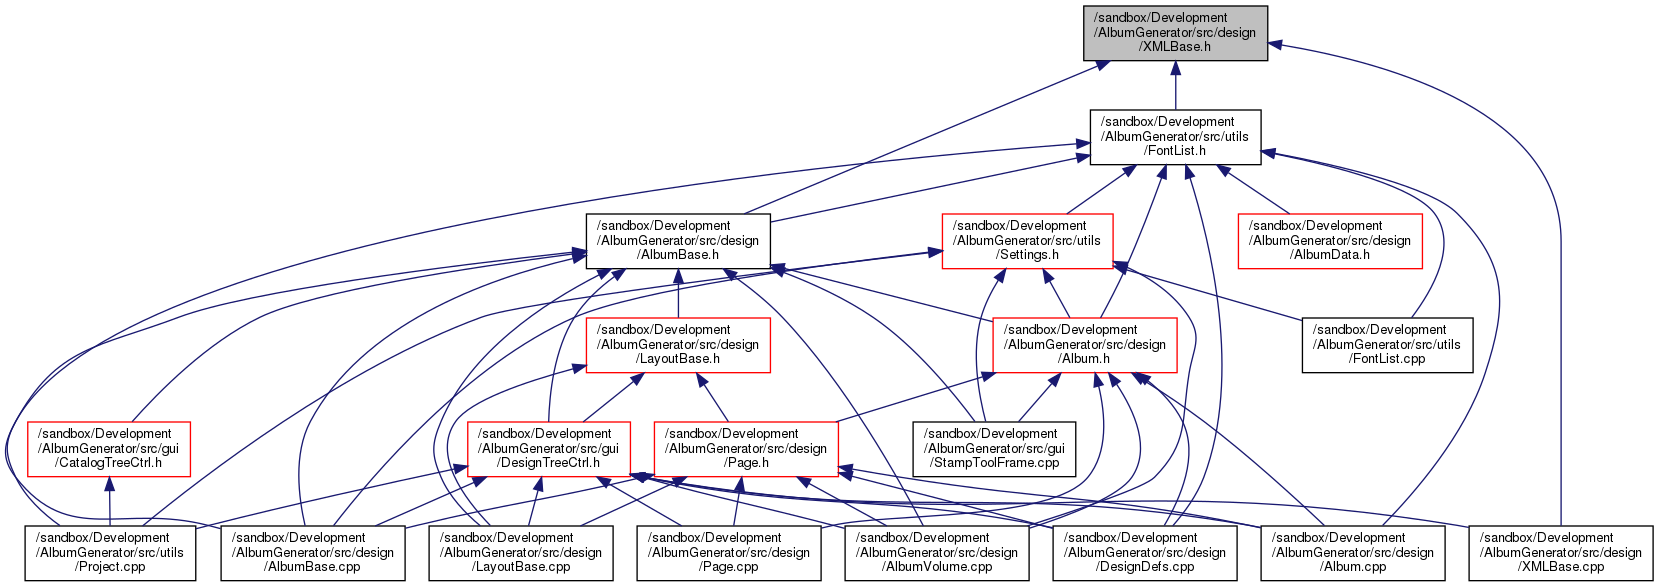 /sandbox/Development
/AlbumGenerator/src/design
/XMLBase.h
/sandbox/Development
/AlbumGenerator/src/utils
/FontList.h
/sandbox/Development
/AlbumGenerator/src/design
/AlbumBase.h
/sandbox/Development
/AlbumGenerator/src/utils
/Settings.h
/sandbox/Development
/AlbumGenerator/src/design
/AlbumData.h
/sandbox/Development
/AlbumGenerator/src/design
/LayoutBase.h
/sandbox/Development
/AlbumGenerator/src/design
/Album.h
/sandbox/Development
/AlbumGenerator/src/utils
/FontList.cpp
/sandbox/Development
/AlbumGenerator/src/gui
/CatalogTreeCtrl.h
/sandbox/Development
/AlbumGenerator/src/gui
/DesignTreeCtrl.h
/sandbox/Development
/AlbumGenerator/src/design
/Page.h
/sandbox/Development
/AlbumGenerator/src/gui
/StampToolFrame.cpp
/sandbox/Development
/AlbumGenerator/src/utils
/Project.cpp
/sandbox/Development
/AlbumGenerator/src/design
/AlbumBase.cpp
/sandbox/Development
/AlbumGenerator/src/design
/LayoutBase.cpp
/sandbox/Development
/AlbumGenerator/src/design
/Page.cpp
/sandbox/Development
/AlbumGenerator/src/design
/AlbumVolume.cpp
/sandbox/Development
/AlbumGenerator/src/design
/DesignDefs.cpp
/sandbox/Development
/AlbumGenerator/src/design
/Album.cpp
/sandbox/Development
/AlbumGenerator/src/design
/XMLBase.cpp